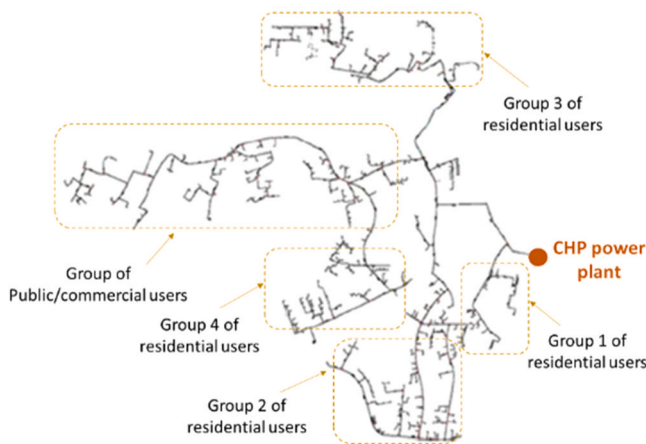 Group 3 of
residential users
CHP power
plant
Group of
Public/commercial users
Group 4 of
residential users
Group 1 of
residential users
Group 2 of
residential users